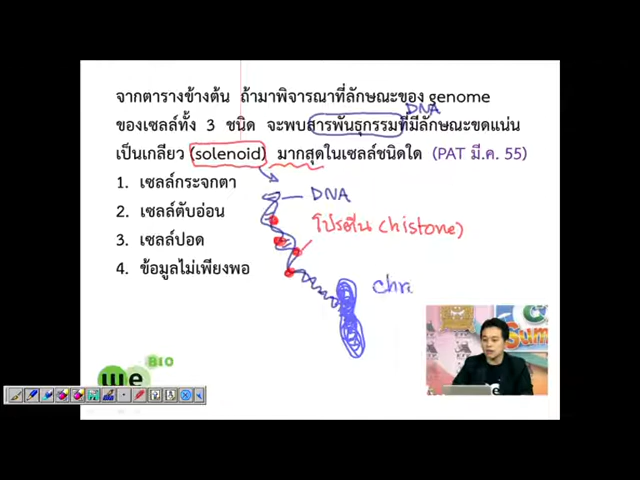 จากตารางข้างต้น ถ้ามาพิจารณาที่ลักษณะของ genome
DNA
ของเซลล์ทั้ง 3 ชนิด จะพบสารพันธุกรรมที่มีลักษณะขดแน่น
เป็นเกลียว (solenoid) มากสุดในเซลล์ชนิดใด (PAT มี.ค. 55)
1. เซลล์กระจกตา
DNA
2. เซลล์ตับอ่อน
โปรตีน (histone)
3. เซลล์ปอด
4. ข้อมูลไม่เพียงพอ
chr
we BIO